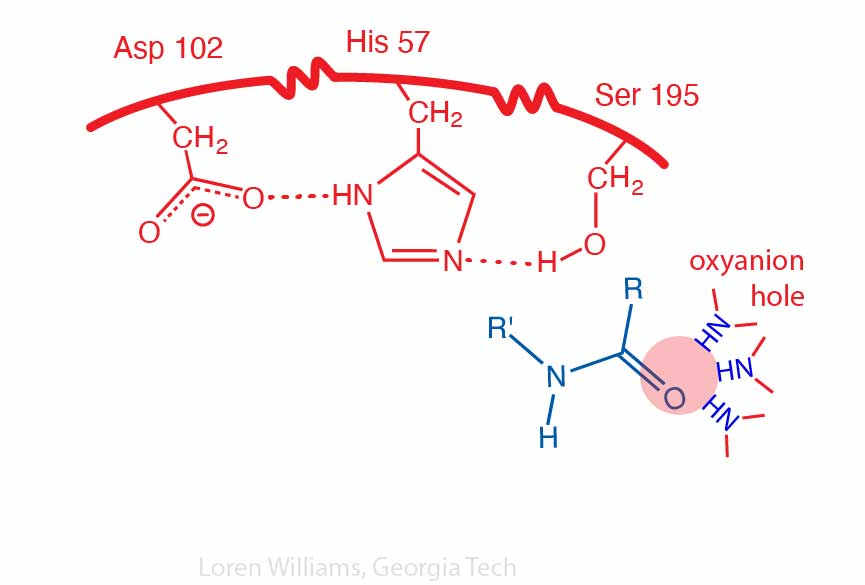 Asp 102
His 57
Ser 195
CH2
CH2
CH2
O
O
⊖
HN
N
H
O
oxyanion
hole
R
R'
N
H
O
HN
HN
HN
Loren Williams, Georgia Tech